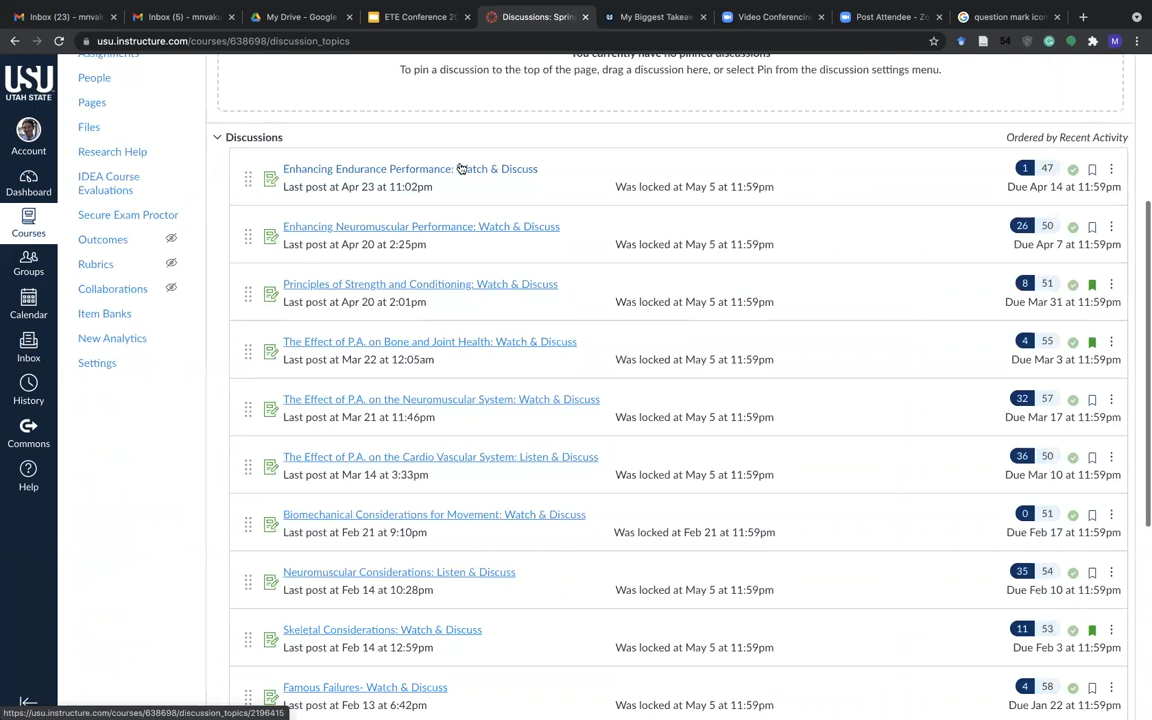 Inbox (23) - mnvak
Inbox (5) - mnvaku
My Drive - Google
ETE Conference 20
Discussions: Spring
My Biggest Takeaw
Video Conferencing
Post Attendee - Zo
question mark icon
usu.instructure.com/courses/638698/discussion_topics
54
M
USU
UTAH STATE
Account
Dashboard
Courses
Groups
Calendar
Inbox
History
Commons
Help
Assignments
People
Pages
Files
Research Help
IDEA Course
Evaluations
Secure Exam Proctor
Outcomes
Rubrics
Collaborations
Item Banks
New Analytics
Settings
You currently have no pinned discussions
To pin a discussion to the top of the page, drag a discussion here, or select Pin from the discussion settings menu.
Discussions
Ordered by Recent Activity
Enhancing Endurance Performance: Watch & Discuss
1 47
Last post at Apr 23 at 11:02pm
Was locked at May 5 at 11:59pm
Due Apr 14 at 11:59pm
Enhancing Neuromuscular Performance: Watch & Discuss
26 50
Last post at Apr 20 at 2:25pm
Was locked at May 5 at 11:59pm
Due Apr 7 at 11:59pm
Principles of Strength and Conditioning: Watch & Discuss
8 51
Last post at Apr 20 at 2:01pm
Was locked at May 5 at 11:59pm
Due Mar 31 at 11:59pm
The Effect of P.A. on Bone and Joint Health: Watch & Discuss
4 55
Last post at Mar 22 at 12:05am
Was locked at May 5 at 11:59pm
Due Mar 3 at 11:59pm
The Effect of P.A. on the Neuromuscular System: Watch & Discuss
32 57
Last post at Mar 21 at 11:46pm
Was locked at May 5 at 11:59pm
Due Mar 17 at 11:59pm
The Effect of P.A. on the Cardio Vascular System: Listen & Discuss
36 50
Last post at Mar 14 at 3:33pm
Was locked at May 5 at 11:59pm
Due Mar 10 at 11:59pm
Biomechanical Considerations for Movement: Watch & Discuss
0 51
Last post at Feb 21 at 9:10pm
Was locked at Feb 21 at 11:59pm
Due Feb 17 at 11:59pm
Neuromuscular Considerations: Listen & Discuss
35 54
Last post at Feb 14 at 10:28pm
Was locked at May 5 at 11:59pm
Due Feb 10 at 11:59pm
Skeletal Considerations: Watch & Discuss
11 53
Last post at Feb 14 at 12:59pm
Was locked at May 5 at 11:59pm
Due Feb 3 at 11:59pm
Famous Failures- Watch & Discuss
4 58
Last post at Feb 13 at 6:42pm
Was locked at May 5 at 11:59pm
Due Jan 22 at 11:59pm
https://usu.instructure.com/courses/638698/discussion_topics/2196415